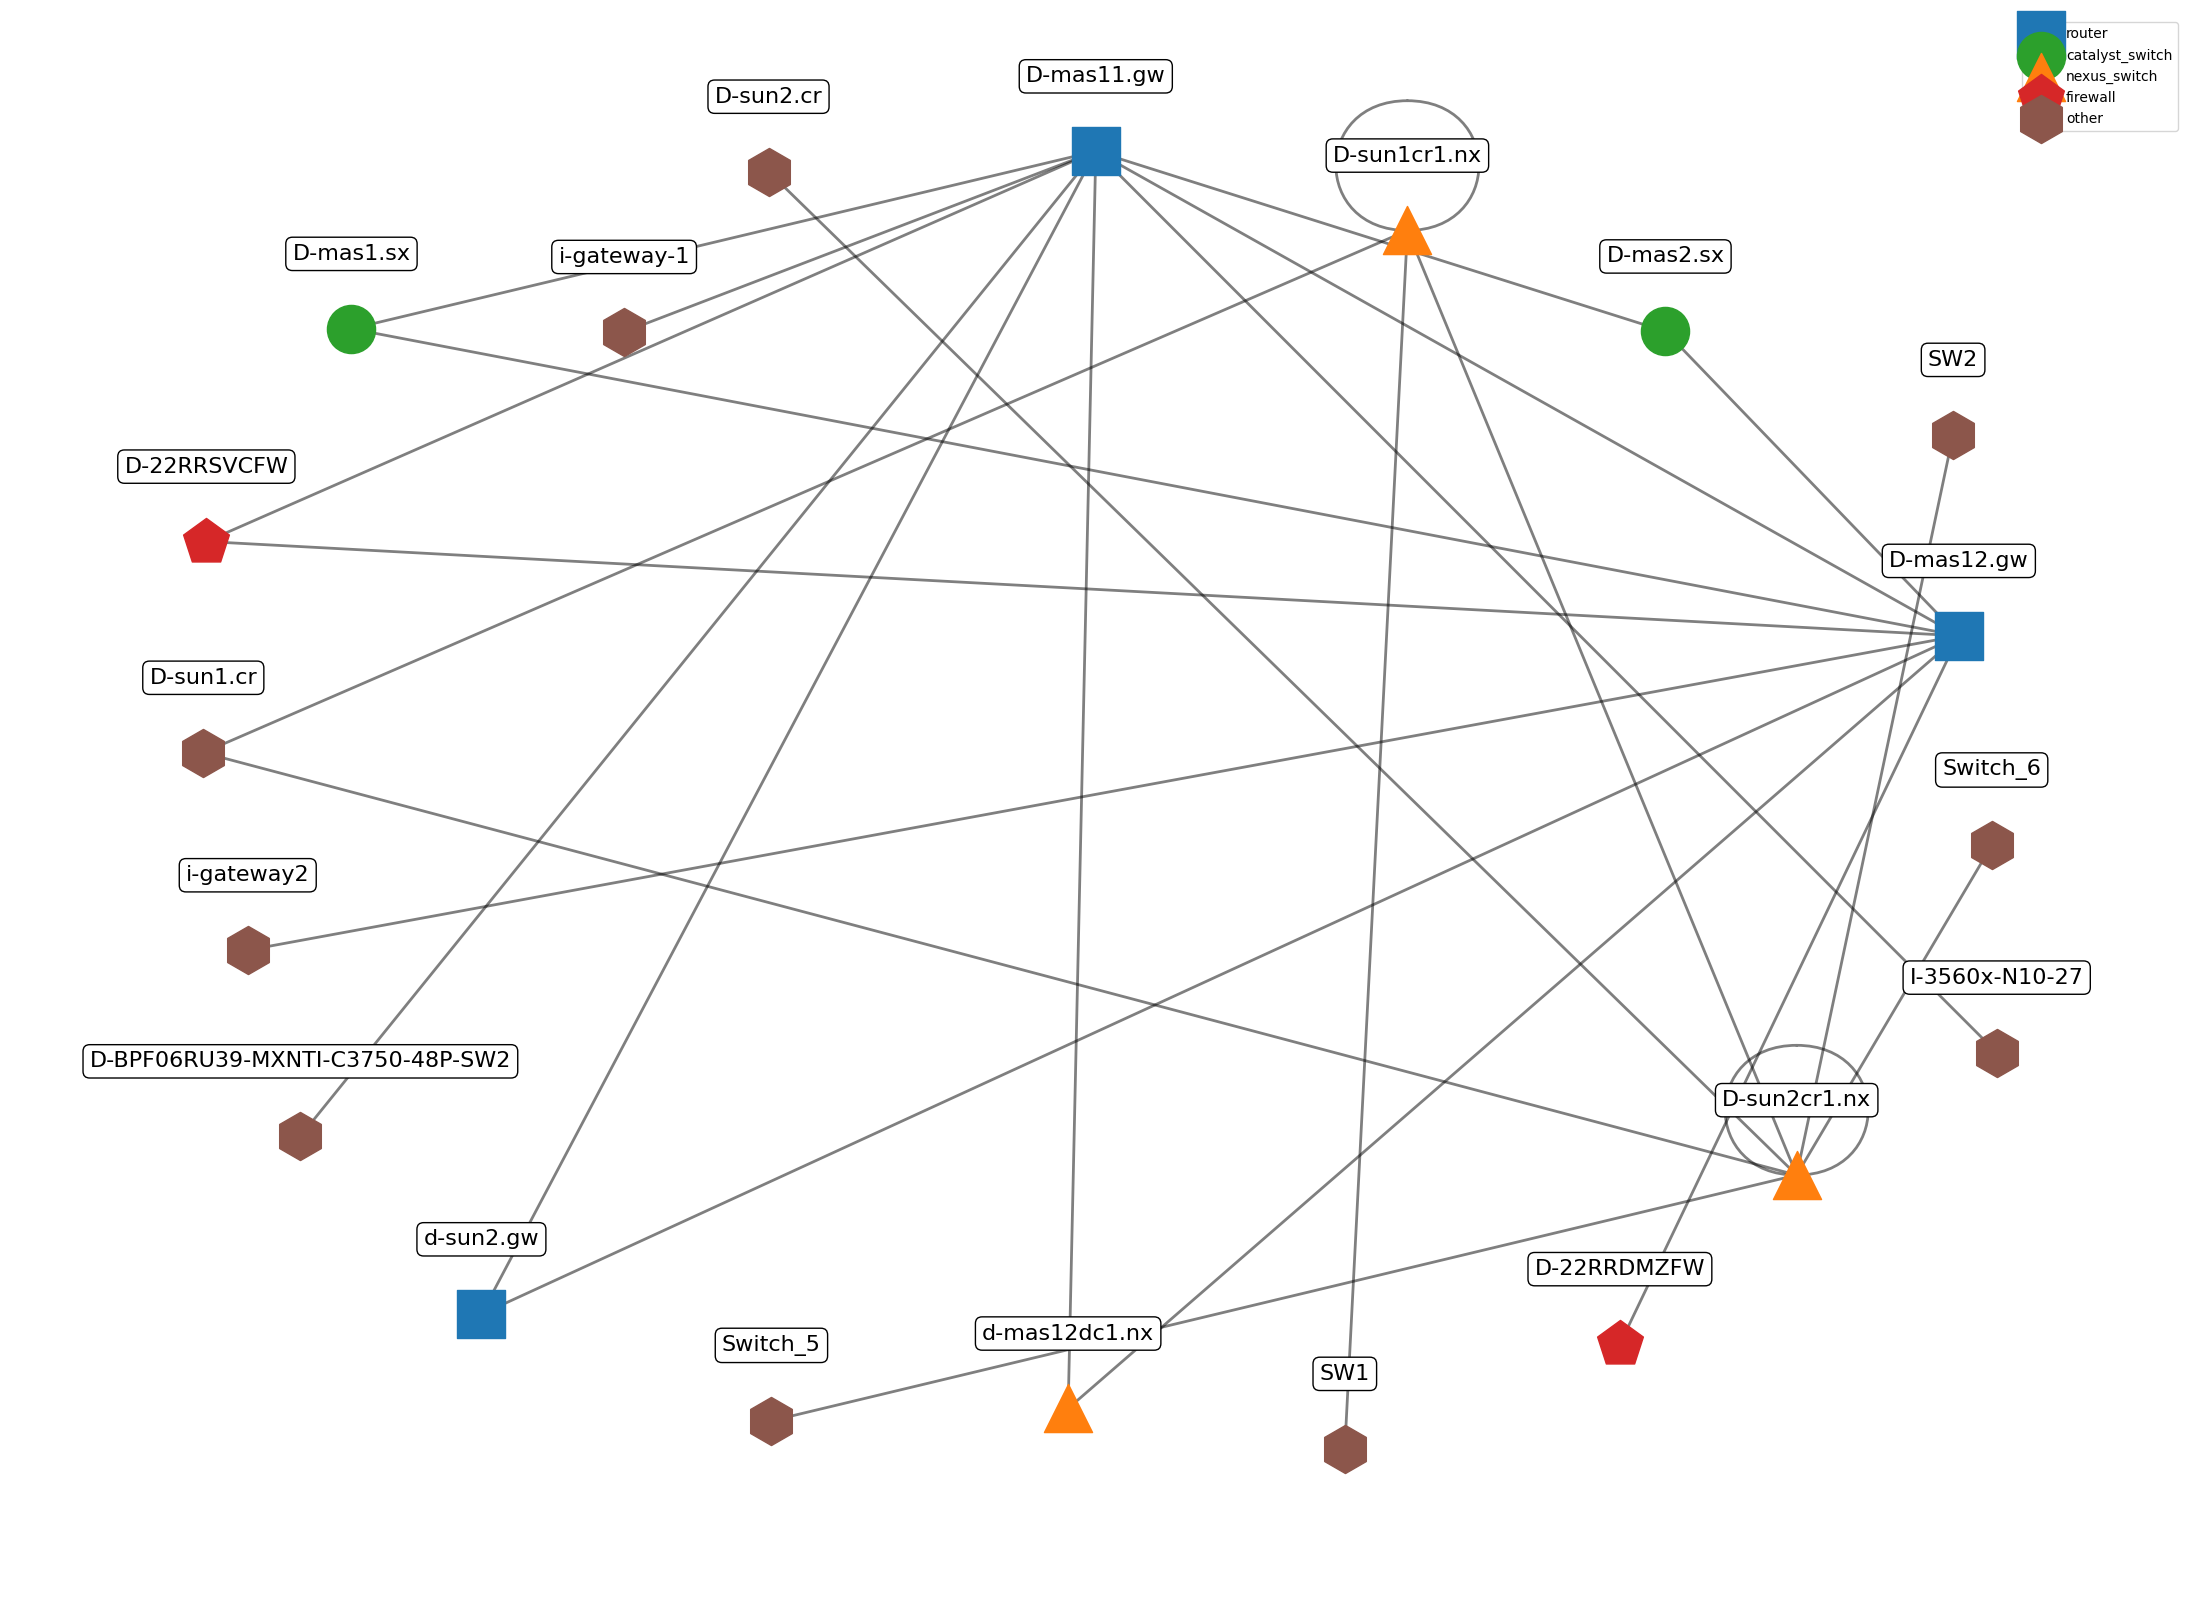 router
catalyst_switch
nexus_switch
firewall
other
D-mas11.gw
D-sun2.cr
D-sun1cr1.nx
D-mas1.sx
i-gateway-1
D-mas2.sx
SW2
D-22RRSVCFW
D-mas12.gw
D-sun1.cr
Switch_6
i-gateway2
I-3560x-N10-27
D-BPF06RU39-MXNTI-C3750-48P-SW2
D-sun2cr1.nx
d-sun2.gw
D-22RRDMZFW
d-mas12dc1.nx
Switch_5
SW1